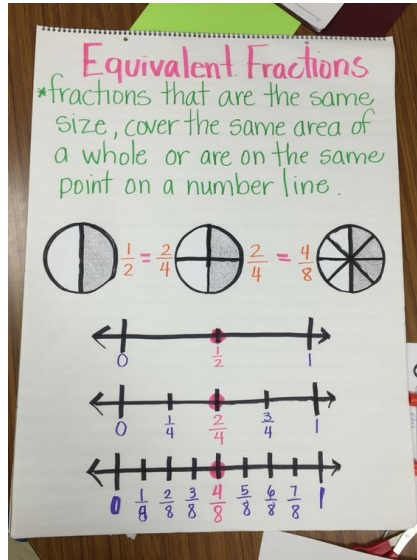 Equivalent Fractions
*fractions that are the same
size, cover the same area of
a whole or are on the same
point on a number line.
1/2 = 2/4 2/4 = 4/8
0 1/2 1
0 1/4 2/4 3/4 1
0 1/8 2/8 3/8 4/8 5/8 6/8 7/8 1